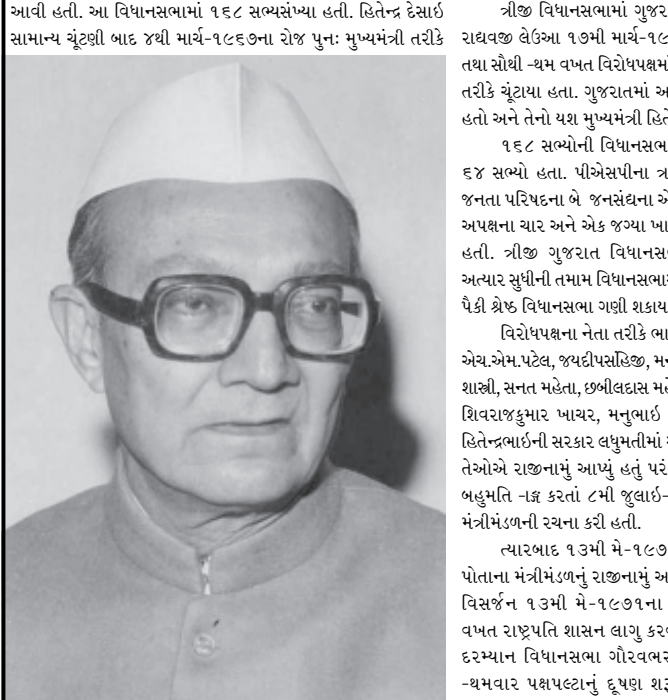 આવી હતી. આ વિધાનસભામાં ૧૬૮ સભ્યસંખ્યા હતી. હિતેન્દ્ર દેસાઇ
સામાન્ય ચૂંટણી બાદ ૪થી માર્ચ-૧૯૬૭ના રોજ પુનઃ મુખ્યમંત્રી તરીકે
ત્રીજી વિધાનસભામાં ગુજર
રાઘવજી લેઉઆ ૧૭મી માર્ચ-૧૯
તથા સૌથી -થમ વખત વિરોધપક્ષમાં
તરીકે ચૂંટાયા હતા. ગુજરાતમાં અ
હતો અને તેનો યશ મુખ્યમંત્રી હિતે
૧૬૮ સભ્યોની વિધાનસભ
૬૪ સભ્યો હતા. પીએસપીના ત્ર
જનતા પરિષદના બે જનસંઘના એ
અપક્ષના ચાર અને એક જગ્યા ખા
હતી. ત્રીજી ગુજરાત વિધાનસ
અત્યાર સુધીની તમામ વિધાનસભા
પૈકી શ્રેષ્ઠ વિધાનસભા ગણી શકાય
વિરોધપક્ષના નેતા તરીકે ભા
એચ.એમ.પટેલ, જયદીપસંહિજી, મન
શાસ્ત્રી, સનત મહેતા, છબીલદાસ મહે
શિવરાજકુમાર ખાચર, મનુભાઇ
હિતેન્દ્રભાઇની સરકાર લઘુમતીમાં
તેઓએ રાજીનામું આપ્યું હતું પરં
બહુમતિ -ાઙ્મ કરતાં ૮મી જુલાઇ-
મંત્રીમંડળની રચના કરી હતી.
ત્યારબાદ ૧૩મી મે-૧૯૭
પોતાના મંત્રીમંડળનું રાજીનામું અ
વિસર્જન ૧૩મી મે-૧૯૭૧ના
વખત રાષ્ટ્રપતિ શાસન લાગુ કર
દરમ્યાન વિધાનસભા ગૌરવભર
-થમવાર પક્ષપલ્ટાનું દૂષણ શરૂ